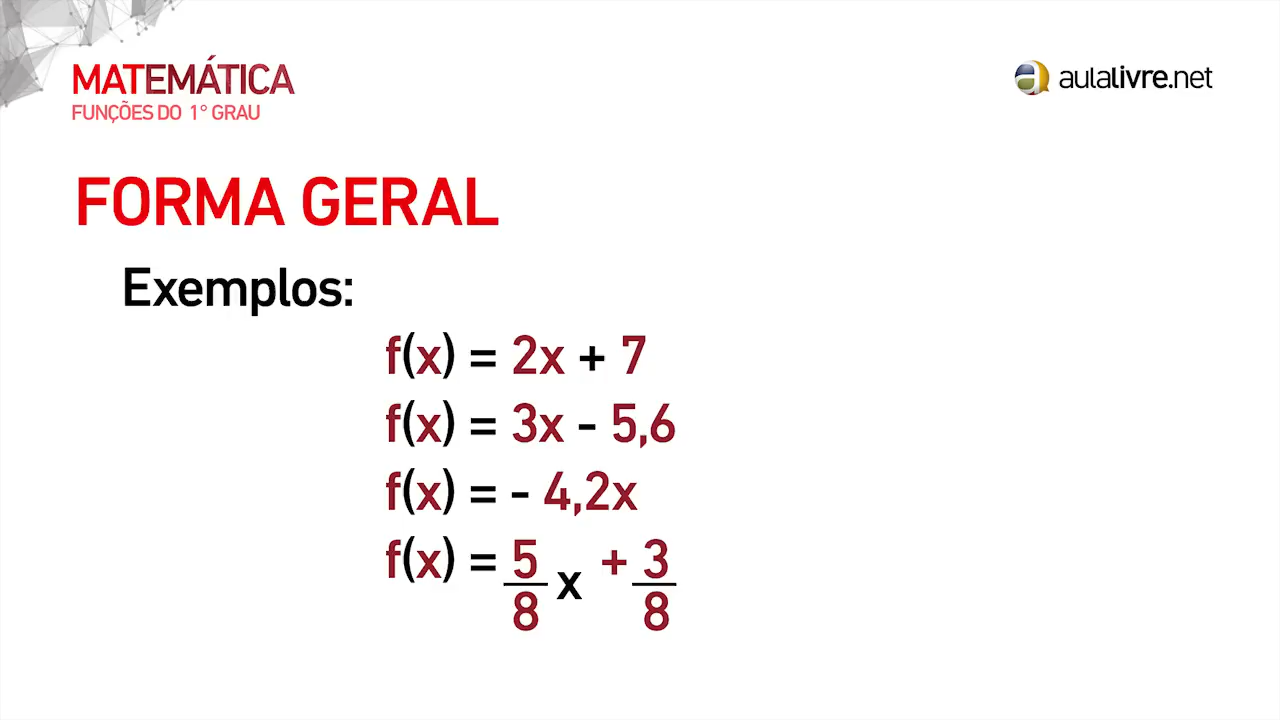 MATEMÁTICA
FUNÇÕES DO 1° GRAU
aulalivre.net
FORMA GERAL
Exemplos:
f(x) = 2x + 7
f(x) = 3x - 5,6
f(x) = - 4,2x
f(x) = 5/8 x + 3/8